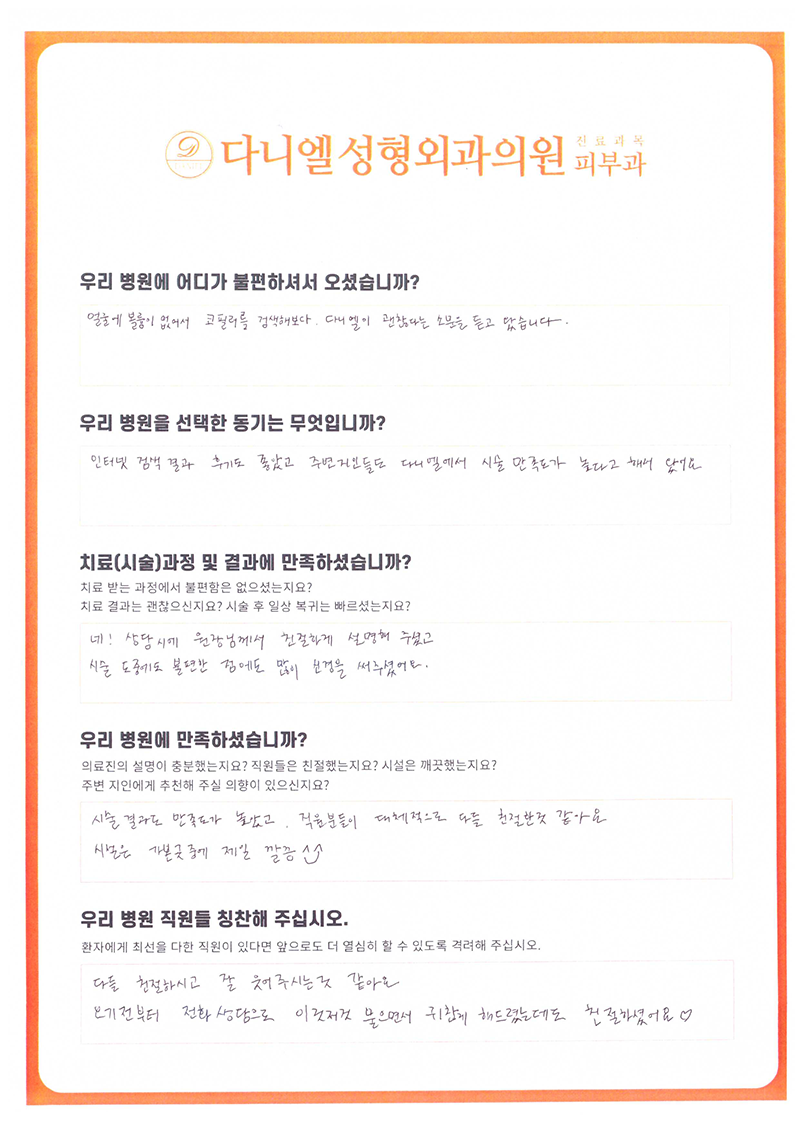 다니엘성형외과의원 진료과목 피부과
우리 병원에 어디가 불편하셔서 오셨습니까?
얼굴에 볼륨이 없어서 코필러를 검색해보다. 다니엘이 괜찮다는 소문을 듣고 왔습니다.
우리 병원을 선택한 동기는 무엇입니까?
인터넷 검색 결과 후기도 좋았고 주변지인들도 다니엘에서 시술 만족도가 높다고 해서 왔어요
치료(시술)과정 및 결과에 만족하셨습니까?
치료 받는 과정에서 불편함은 없으셨는지요?
치료 결과는 괜찮으신지요? 시술 후 일상 복귀는 빠르셨는지요?
네! 상담시에 원장님께서 친절하게 설명해 주셨고
시술 도중에도 불편한 점에도 많이 신경을 써주셨어요.
우리 병원에 만족하셨습니까?
의료진의 설명이 충분했는지요? 직원들은 친절했는지요? 시설은 깨끗했는지요?
주변 지인에게 추천해 주실 의향이 있으신지요?
시술결과도 만족도가 높았고, 직원분들이 대체적으로 다들 친절한것 같아요
시설은 가본곳중에 제일 깔끔
우리 병원 직원들 칭찬해 주십시오.
환자에게 최선을 다한 직원이 있다면 앞으로도 더 열심히 할 수 있도록 격려해 주십시오.
다들 친절하시고 잘 웃어주시는것 같아요
오기전부터 전화상담으로 이것저것 물으면서 귀찮게 해드렸는데도 친절하셨어요♡